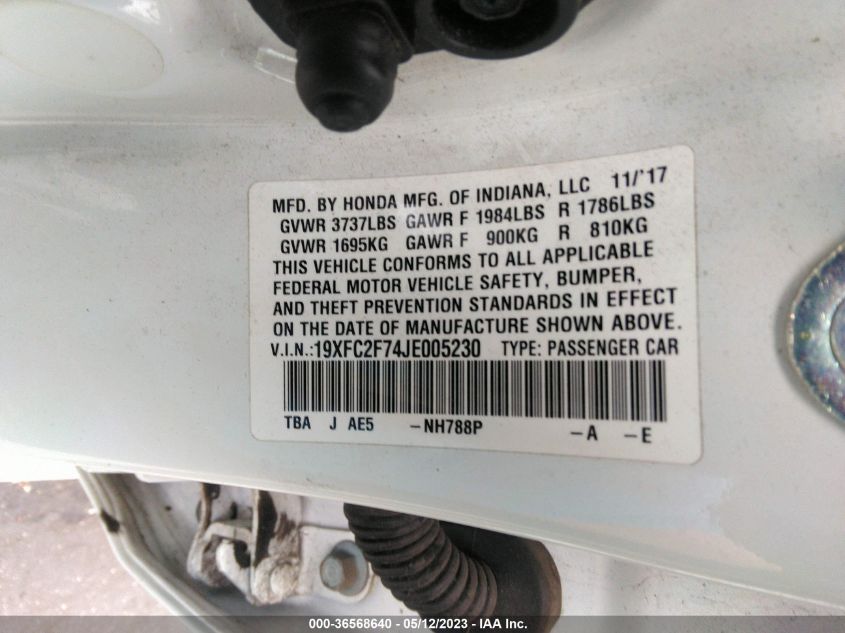 MFD. BY HONDA MFG. OF INDIANA, LLC 11/'17
GVWR 3737LBS GAWR F 1984LBS R 1786LBS
GVWR 1695KG GAWR F 900KG R 810KG
THIS VEHICLE CONFORMS TO ALL APPLICABLE
FEDERAL MOTOR VEHICLE SAFETY, BUMPER,
AND THEFT PREVENTION STANDARDS IN EFFECT
ON THE DATE OF MANUFACTURE SHOWN ABOVE.
V.I.N.:19XFC2F74JE005230 TYPE: PASSENGER CAR
TBA J AE5 -NH788P -A -E
000-36568640 - 05/12/2023 - IAA Inc.